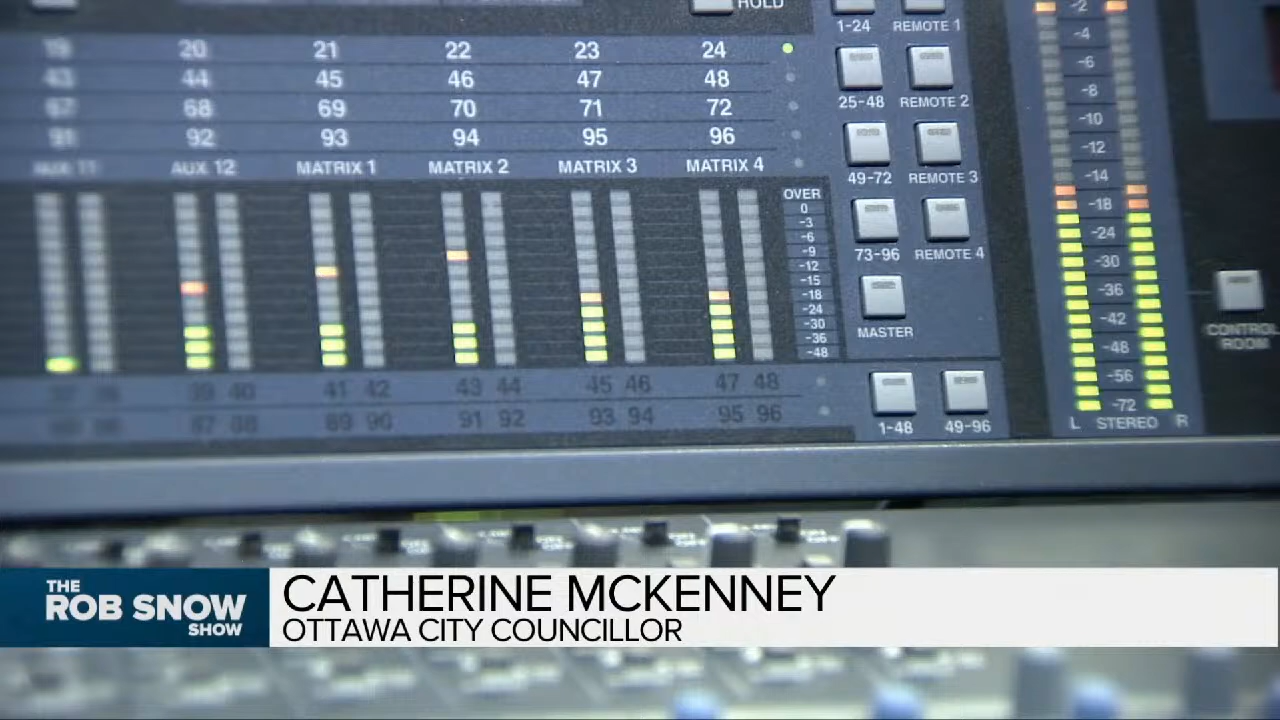 HOLD
19 20 21 22 23 24
43 44 45 46 47 48
67 68 69 70 71 72
91 92 93 94 95 96
AUX 11 AUX 12 MATRIX 1 MATRIX 2 MATRIX 3 MATRIX 4
OVER
0
-3
-6
-9
-12
-15
-18
-24
-30
-36
-48
39 40 41 42 43 44 45 46 47 48
87 88 89 90 91 92 93 94 95 96
1-24 REMOTE 1
25-48 REMOTE 2
49-72 REMOTE 3
73-96 REMOTE 4
MASTER
1-48 49-96
-2
-4
-6
-8
-10
-12
-14
-18
-24
-30
-36
-42
-48
-56
-72
L STEREO R
CONTROL
ROOM
THE
ROB SNOW
SHOW
CATHERINE MCKENNEY
OTTAWA CITY COUNCILLOR